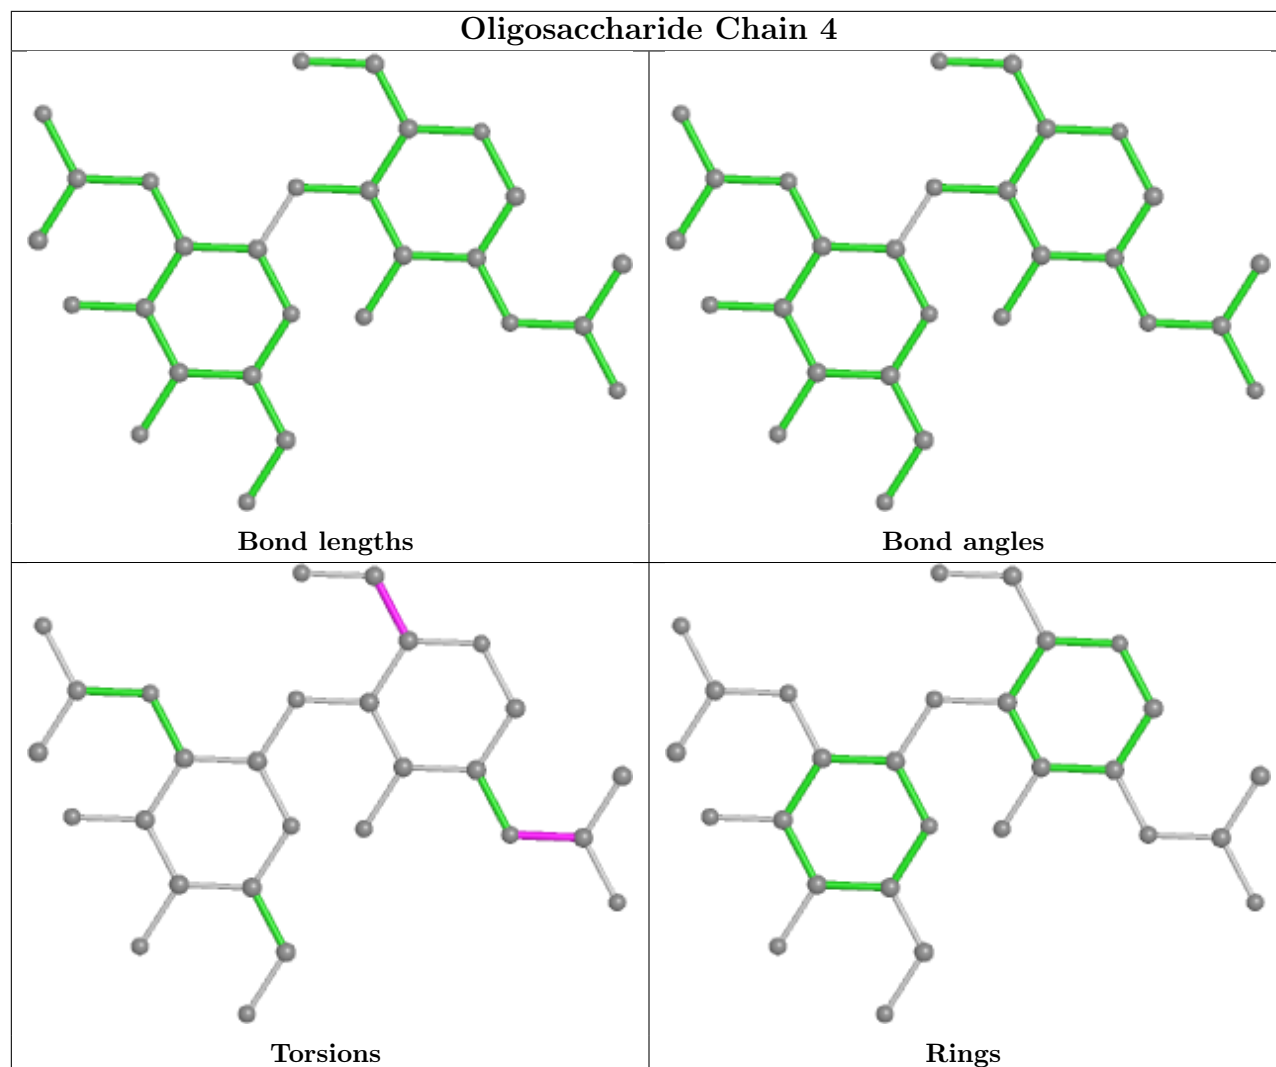 Oligosaccharide Chain 4
Bond lengths
Bond angles
Torsions
Rings